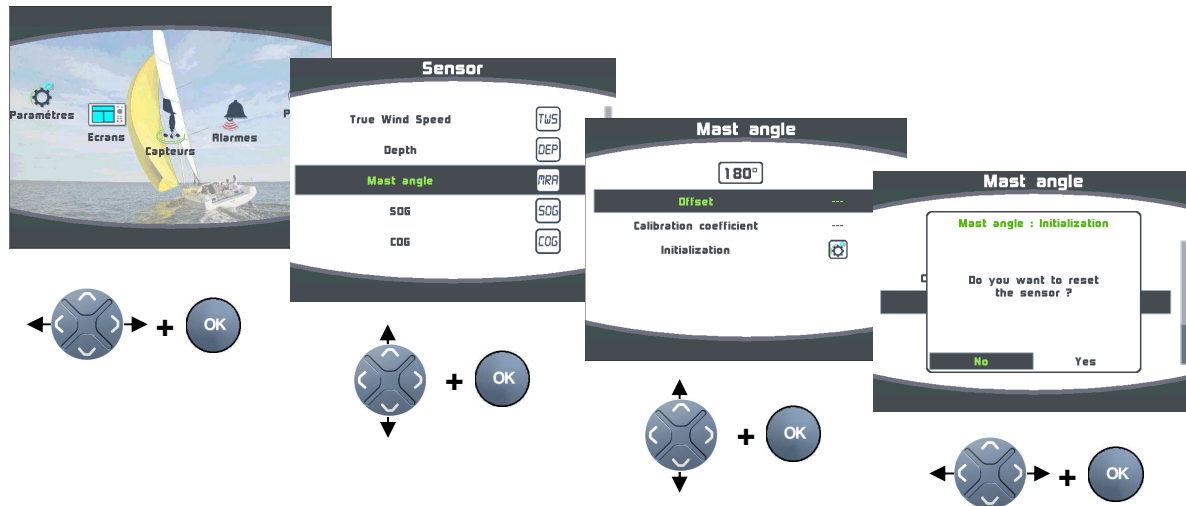 Paramétres
Ecrans
Capteurs
Alarmes
P
+ OK
Sensor
True Wind Speed TWS
Depth DEP
Mast angle MRA
SOG SOG
COG COG
+ OK
Mast angle
180°
Offset ---
Calibration coefficient ---
Initialization
+ OK
Mast angle
Mast angle : Initialization
C
Do you want to reset
the sensor ?
No Yes
+ OK